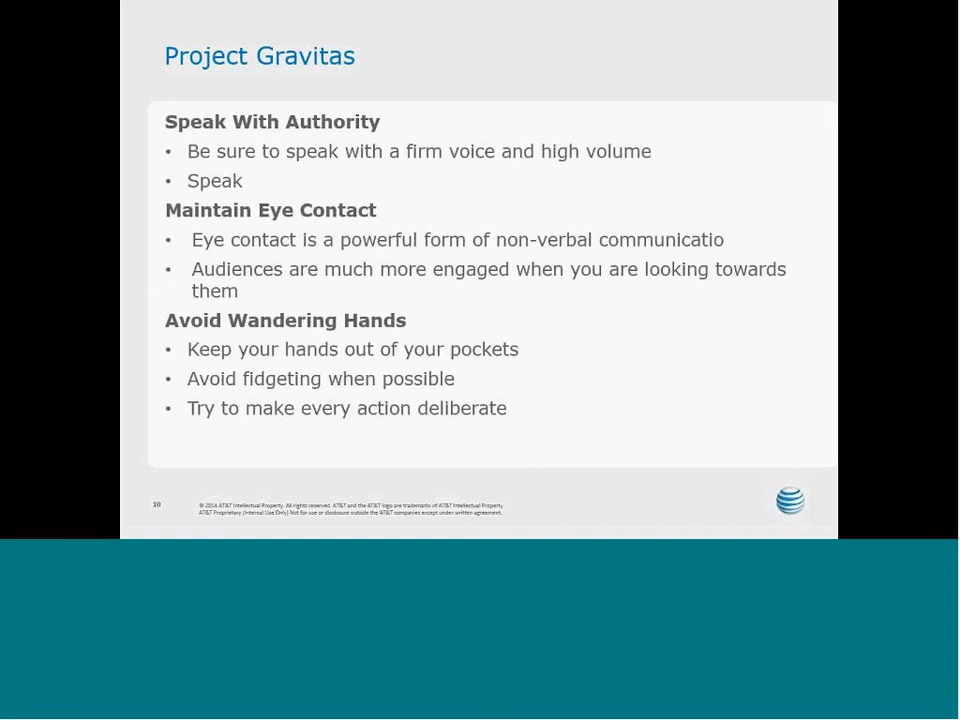 Project Gravitas
Speak With Authority
• Be sure to speak with a firm voice and high volume
• Speak
Maintain Eye Contact
• Eye contact is a powerful form of non-verbal communicatio
• Audiences are much more engaged when you are looking towards
them
Avoid Wandering Hands
• Keep your hands out of your pockets
• Avoid fidgeting when possible
• Try to make every action deliberate
10
© 2014 AT&T Intellectual Property. All rights reserved. AT&T and the AT&T logo are trademarks of AT&T Intellectual Property.
AT&T Proprietary (Internal Use Only) Not for use or disclosure outside the AT&T companies except under written agreement.